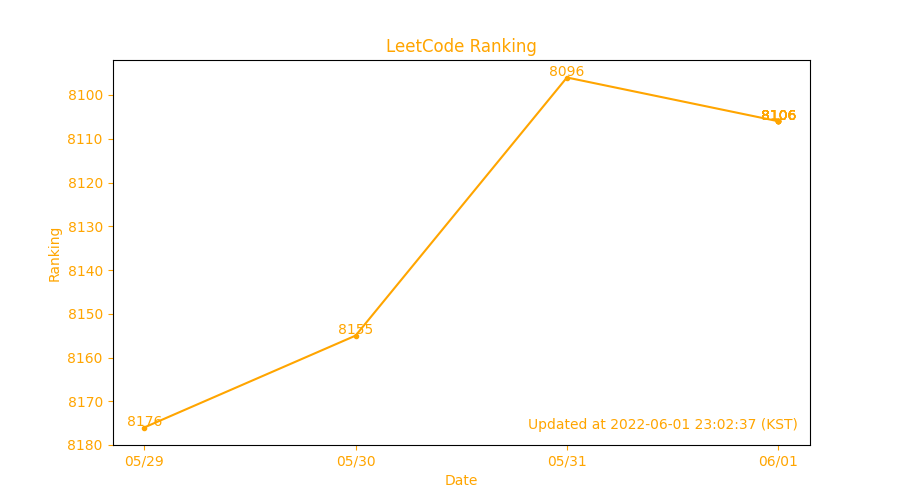 LeetCode Ranking
8096
8100
8106
8110
8120
8130
Ranking
8140
8150
8155
8160
8170
8176
Updated at 2022-06-01 23:02:37 (KST)
8180
05/29 05/30 05/31 06/01
Date